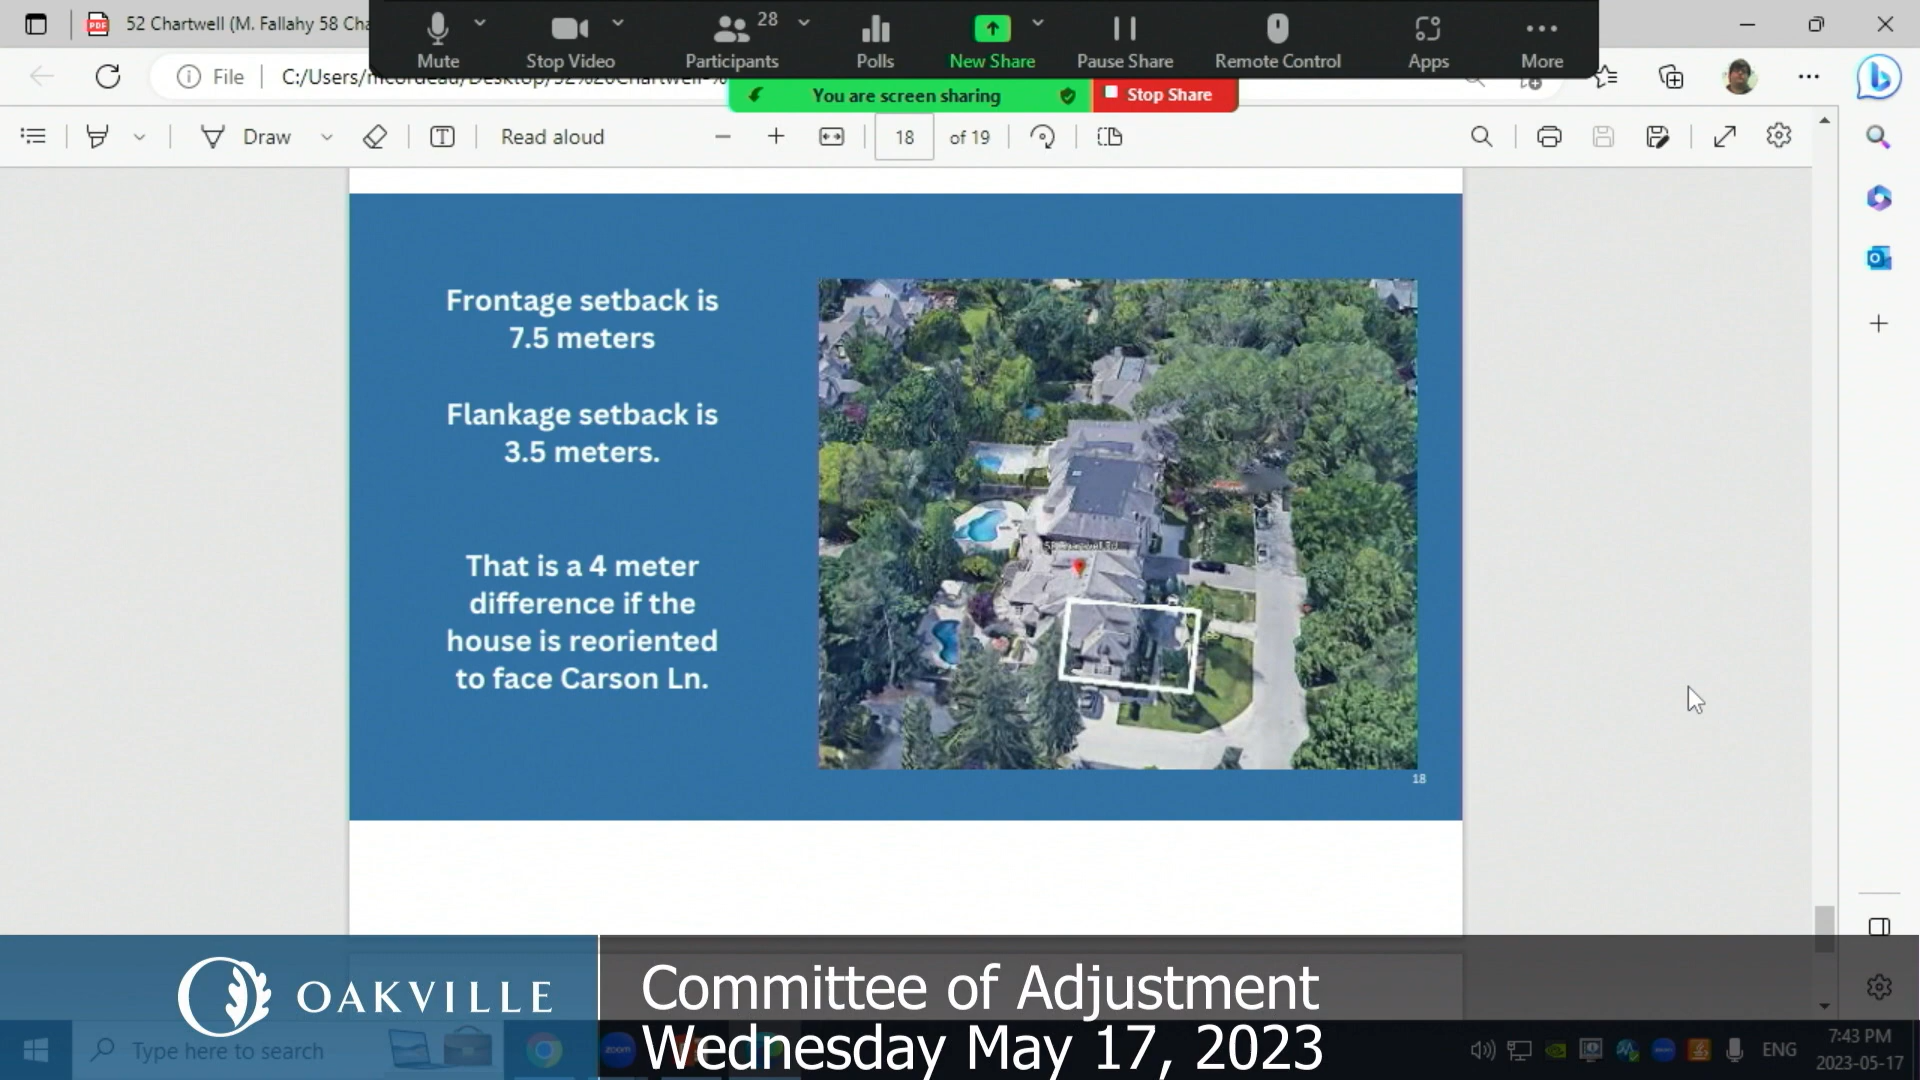 52 Chartwell (M. Fallahy 58 Cha
Mute
Stop Video
28
Participants
Polls
New Share
Pause Share
Remote Control
Apps
More
File
You are screen sharing
Stop Share
Draw
Read aloud
18
of 19
Frontage setback is
7.5 meters
Flankage setback is
3.5 meters.
That is a 4 meter
difference if the
house is reoriented
to face Carson Ln.
18
OAKVILLE
Committee of Adjustment
Wednesday May 17, 2023
Type here to search
zoom
ENG
7:43 PM
2023-05-17